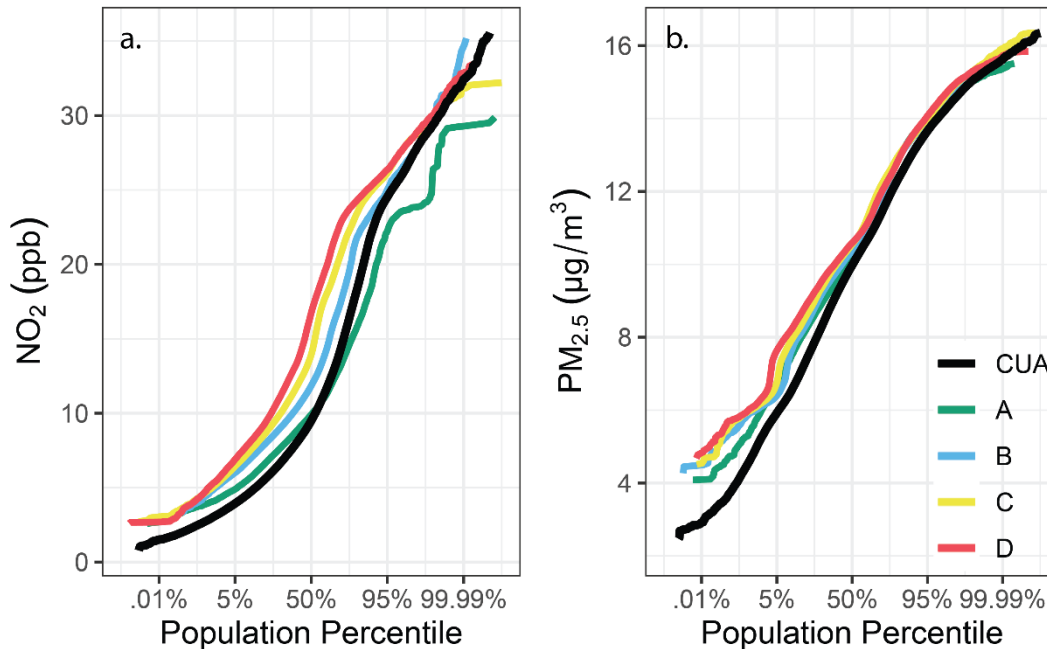 a.
NO₂ (ppb)
30
20
10
0
.01% 5% 50% 95% 99.99%
Population Percentile
b.
PM₂.₅ (µg/m³)
16
12
8
4
CUA
A
B
C
D
.01% 5% 50% 95% 99.99%
Population Percentile